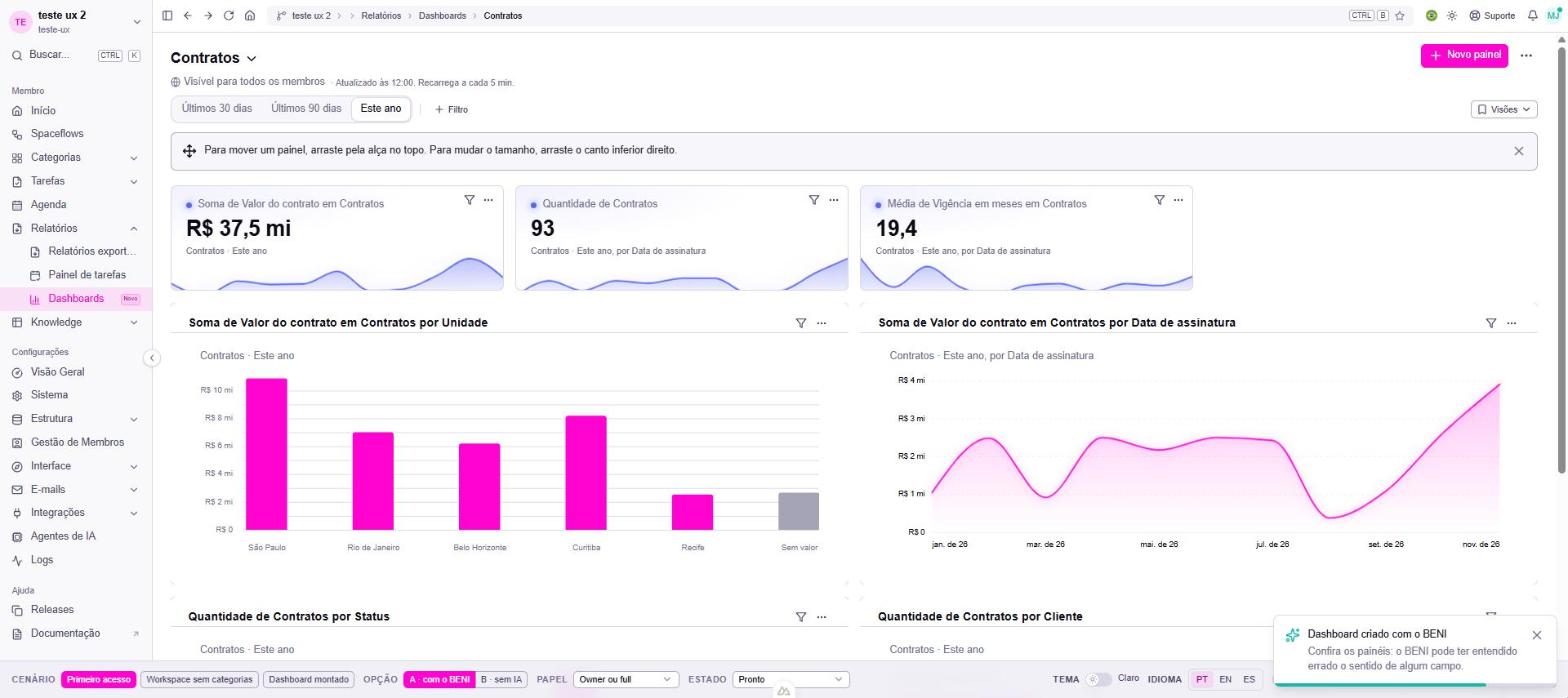 TE
teste ux 2
teste-ux
Buscar... CTRL K
Membro
Início
Spaceflows
Categorias
Tarefas
Agenda
Relatórios
Relatórios export...
Painel de tarefas
Dashboards Novo
Knowledge
Configurações
Visão Geral
Sistema
Estrutura
Gestão de Membros
Interface
E-mails
Integrações
Agentes de IA
Logs
Ajuda
Releases
Documentação
teste ux 2 Relatórios Dashboards Contratos
CTRL B
Suporte
MJ
Contratos
Novo painel
Visível para todos os membros · Atualizado às 12:00. Recarrega a cada 5 min.
Últimos 30 dias Últimos 90 dias Este ano
Filtro
Visões
Para mover um painel, arraste pela alça no topo. Para mudar o tamanho, arraste o canto inferior direito.
Soma de Valor do contrato em Contratos
R$ 37,5 mi
Contratos · Este ano
Quantidade de Contratos
93
Contratos · Este ano, por Data de assinatura
Média de Vigência em meses em Contratos
19,4
Contratos · Este ano, por Data de assinatura
Soma de Valor do contrato em Contratos por Unidade
Contratos · Este ano
R$ 10 mi
R$ 8 mi
R$ 6 mi
R$ 4 mi
R$ 2 mi
R$ 0
São Paulo Rio de Janeiro Belo Horizonte Curitiba Recife Sem valor
Soma de Valor do contrato em Contratos por Data de assinatura
Contratos · Este ano, por Data de assinatura
R$ 4 mi
R$ 3 mi
R$ 2 mi
R$ 1 mi
R$ 0
jan. de 26 mar. de 26 mai. de 26 jul. de 26 set. de 26 nov. de 26
Quantidade de Contratos por Status
Contratos · Este ano
Quantidade de Contratos por Cliente
Contratos · Este ano
Dashboard criado com o BENI
Confira os painéis: o BENI pode ter entendido
errado o sentido de algum campo.
CENÁRIO Primeiro acesso Workspace sem categorias Dashboard montado OPÇÃO A · com o BENI B · sem IA PAPEL Owner ou full ESTADO Pronto TEMA Claro IDIOMA PT EN ES